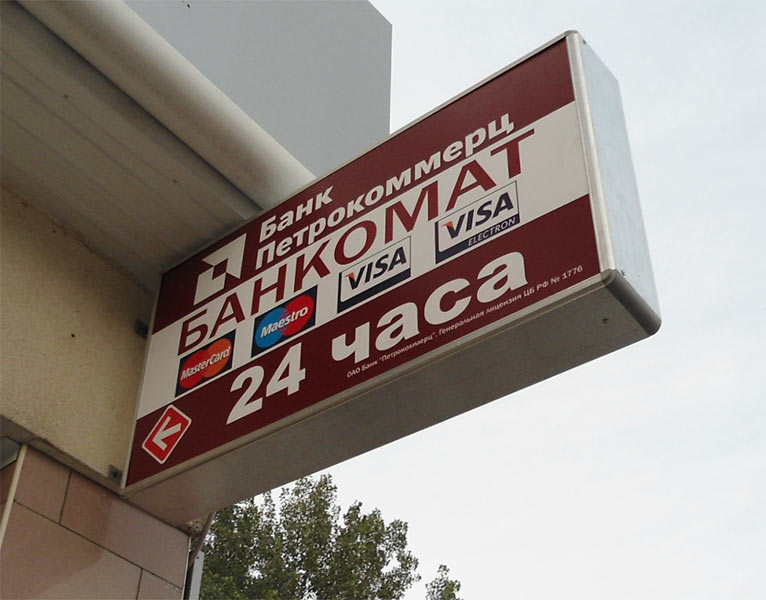 Банк
Петрокоммерц
БАНКОМАТ
MasterCard Maestro VISA VISA
ELECTRON
24 часа
ОАО Банк "Петрокоммерц". Генеральная лицензия ЦБ РФ № 1776